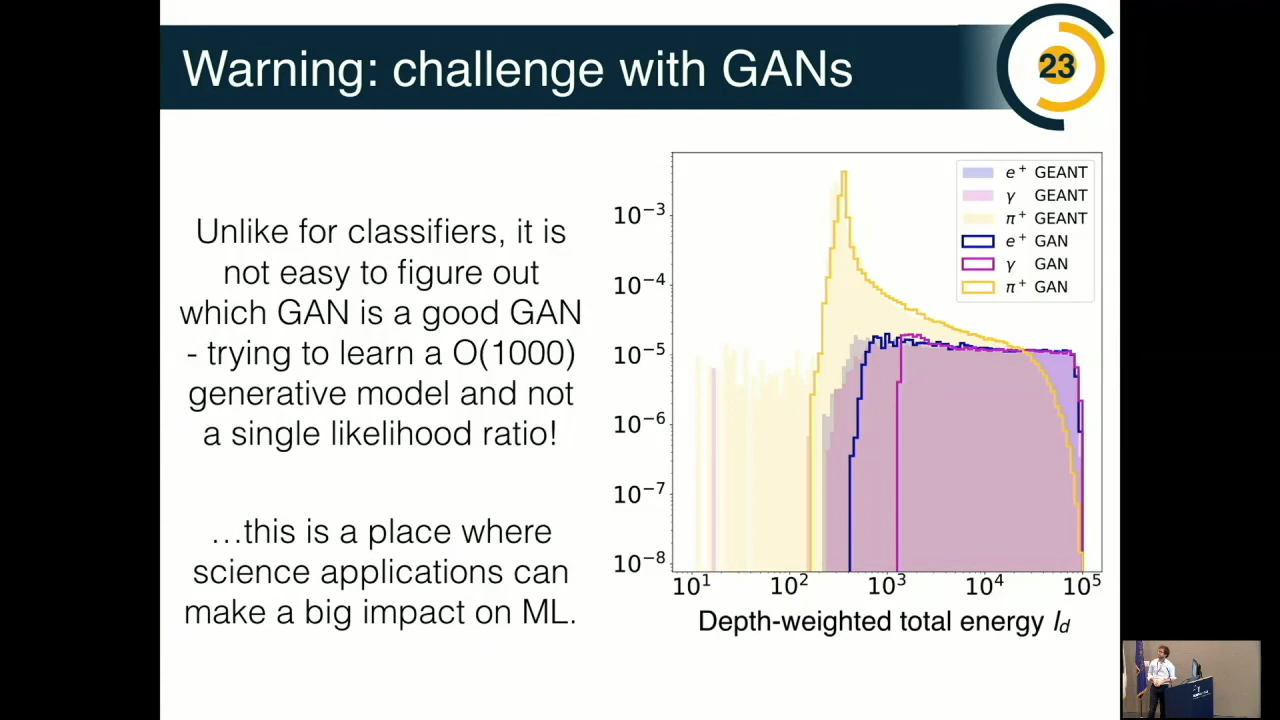 Warning: challenge with GANs
23
Unlike for classifiers, it is
not easy to figure out
which GAN is a good GAN
- trying to learn a O(1000)
generative model and not
a single likelihood ratio!
…this is a place where
science applications can
make a big impact on ML.
e⁺ GEANT
γ GEANT
π⁺ GEANT
e⁺ GAN
γ GAN
π⁺ GAN
10⁻³
10⁻⁴
10⁻⁵
10⁻⁶
10⁻⁷
10⁻⁸
10¹ 10² 10³ 10⁴ 10⁵
Depth-weighted total energy l_d